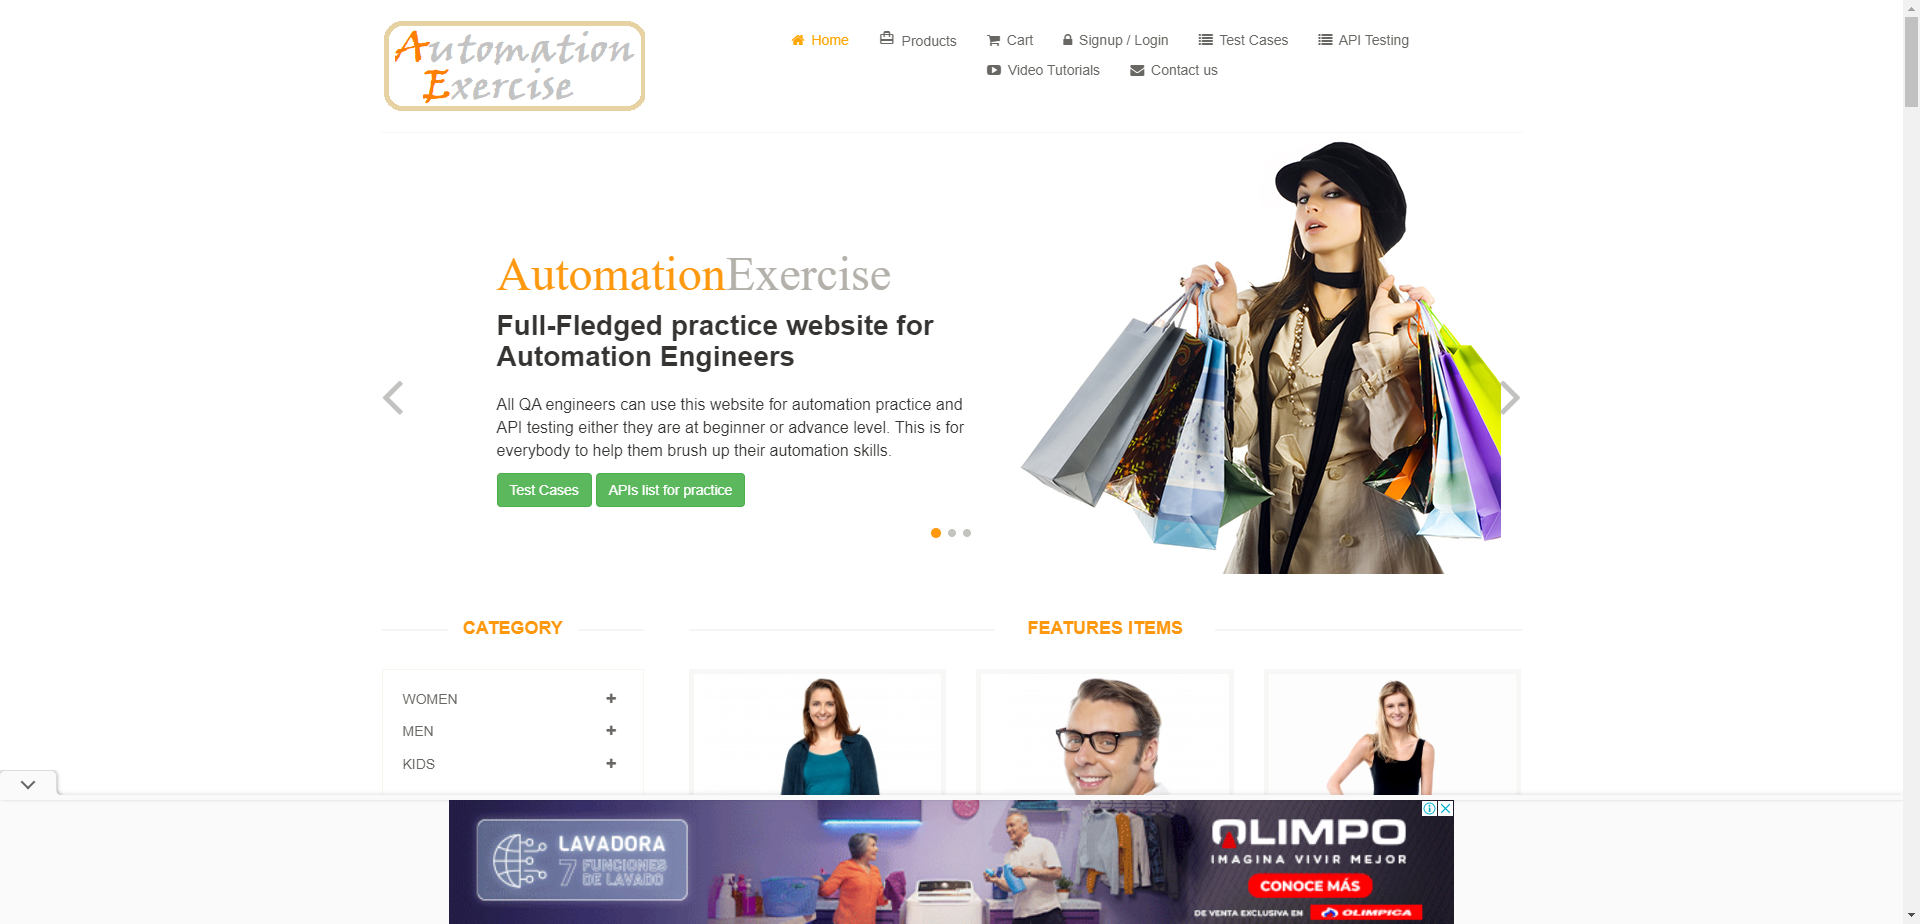 Automation
Exercise
Home
Products
Cart
Signup / Login
Test Cases
API Testing
Video Tutorials
Contact us
AutomationExercise
Full-Fledged practice website for
Automation Engineers
All QA engineers can use this website for automation practice and
API testing either they are at beginner or advance level. This is for
everybody to help them brush up their automation skills.
Test Cases
APIs list for practice
CATEGORY
FEATURES ITEMS
WOMEN
MEN
KIDS
LAVADORA
7 FUNCIONES
DE LAVADO
OLIMPO
IMAGINA VIVIR MEJOR
CONOCE MÁS
DE VENTA EXCLUSIVA EN OLIMPICA